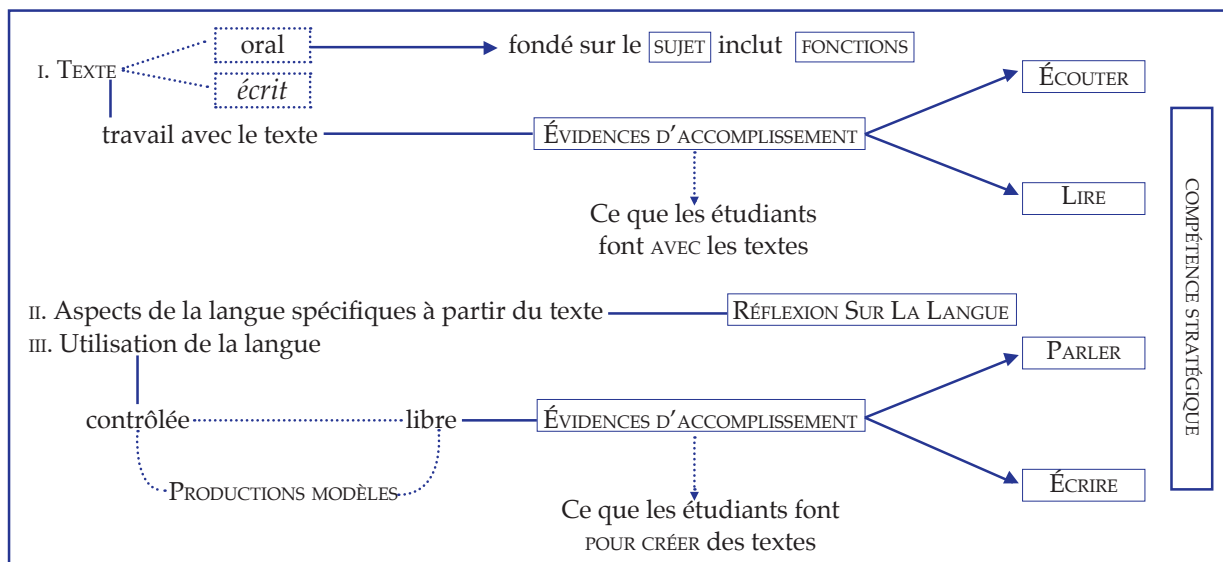 oral
fondé sur le SUJET inclut FONCTIONS
I. TEXTE
écrit
ÉCOUTER
travail avec le texte
ÉVIDENCES D'ACCOMPLISSEMENT
LIRE
Ce que les étudiants
font AVEC les textes
COMPÉTENCE STRATÉGIQUE
II. Aspects de la langue spécifiques à partir du texte
RÉFLEXION SUR LA LANGUE
III. Utilisation de la langue
PARLER
contrôlée
libre
ÉVIDENCES D'ACCOMPLISSEMENT
PRODUCTIONS MODÈLES
ÉCRIRE
Ce que les étudiants font
POUR CRÉER des textes